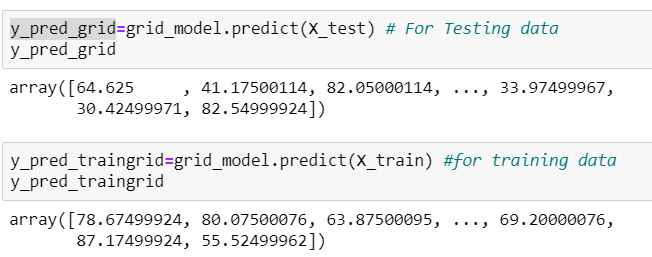 y_pred_grid=grid_model.predict(X_test) # For Testing data
y_pred_grid
array([64.625     , 41.17500114, 82.05000114, ..., 33.97499967,
       30.42499971, 82.54999924])
y_pred_traingrid=grid_model.predict(X_train) #for training data
y_pred_traingrid
array([78.67499924, 80.07500076, 63.87500095, ..., 69.20000076,
       87.17499924, 55.52499962])